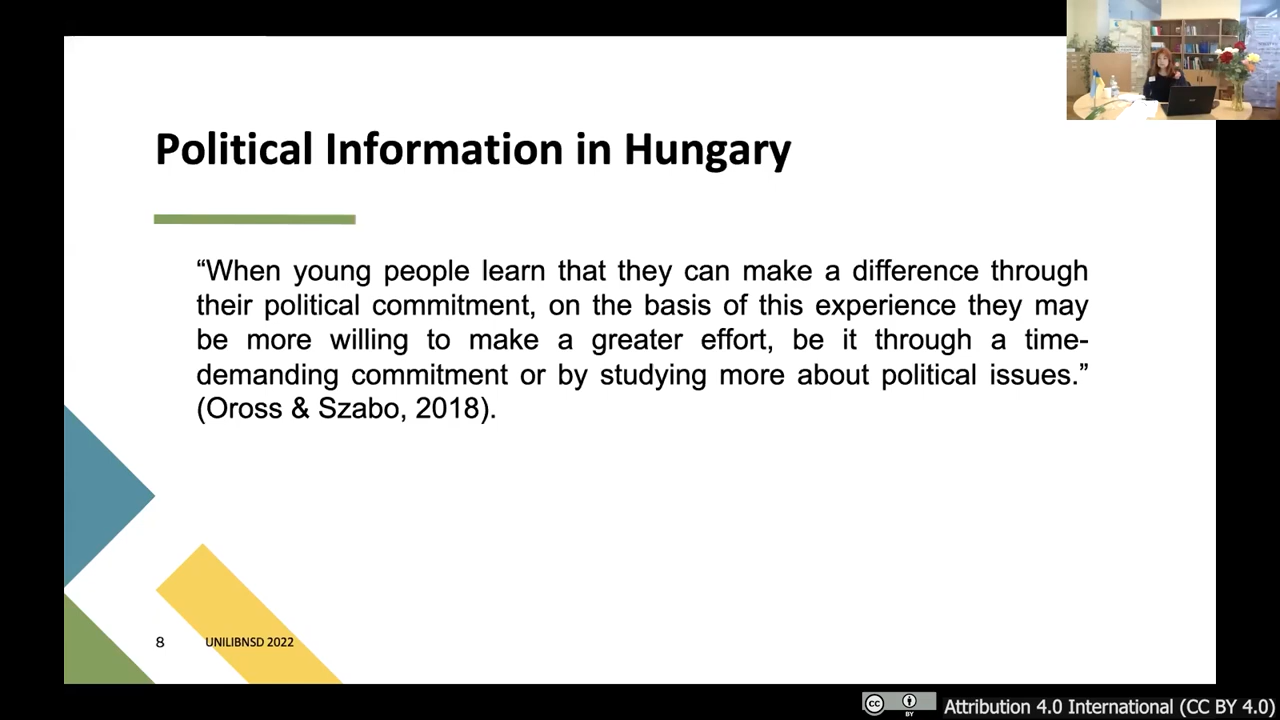 Political Information in Hungary
“When young people learn that they can make a difference through
their political commitment, on the basis of this experience they may
be more willing to make a greater effort, be it through a time-
demanding commitment or by studying more about political issues.”
(Oross & Szabo, 2018).
8 UNILIBNSD 2022
cc BY Attribution 4.0 International (CC BY 4.0)